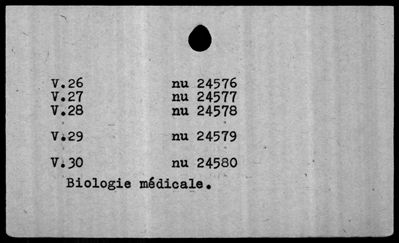 V.26 nu 24576
V.27 nu 24577
V.28 nu 24578
V.29 nu 24579
V.30 nu 24580
Biologie médicale.